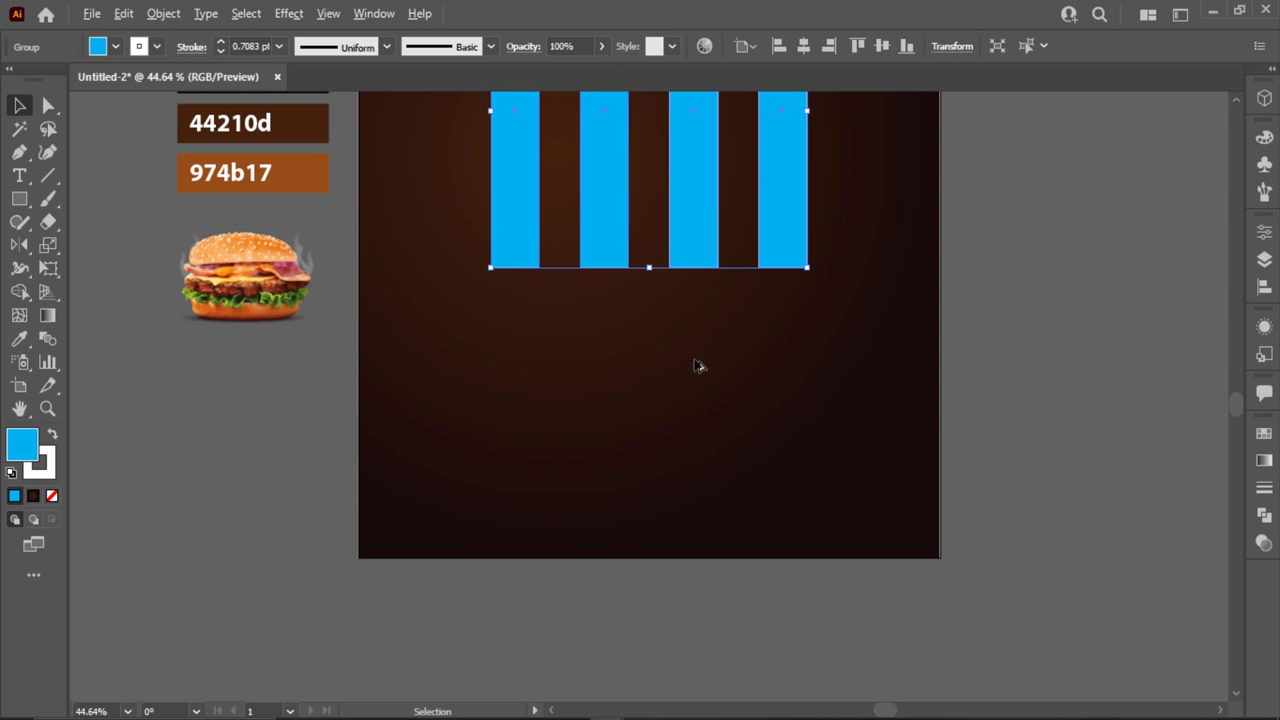 Ai File Edit Object Type Select Effect View Window Help
Group Stroke: 0.7083 pt Uniform Basic Opacity: 100% Style: Transform
Untitled-2* @ 44.64 % (RGB/Preview) ×
44210d
974b17
44.64% 0° 1 Selection